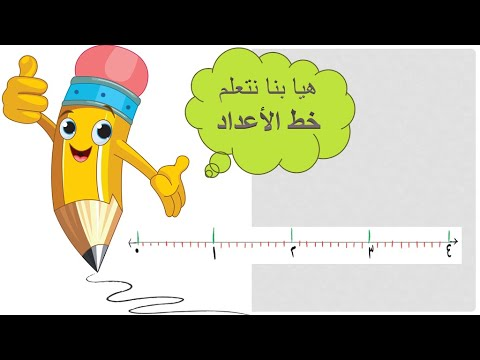 هيا بنا نتعلم
خط الأعداد
٠ ١ ٢ ٣ ٤